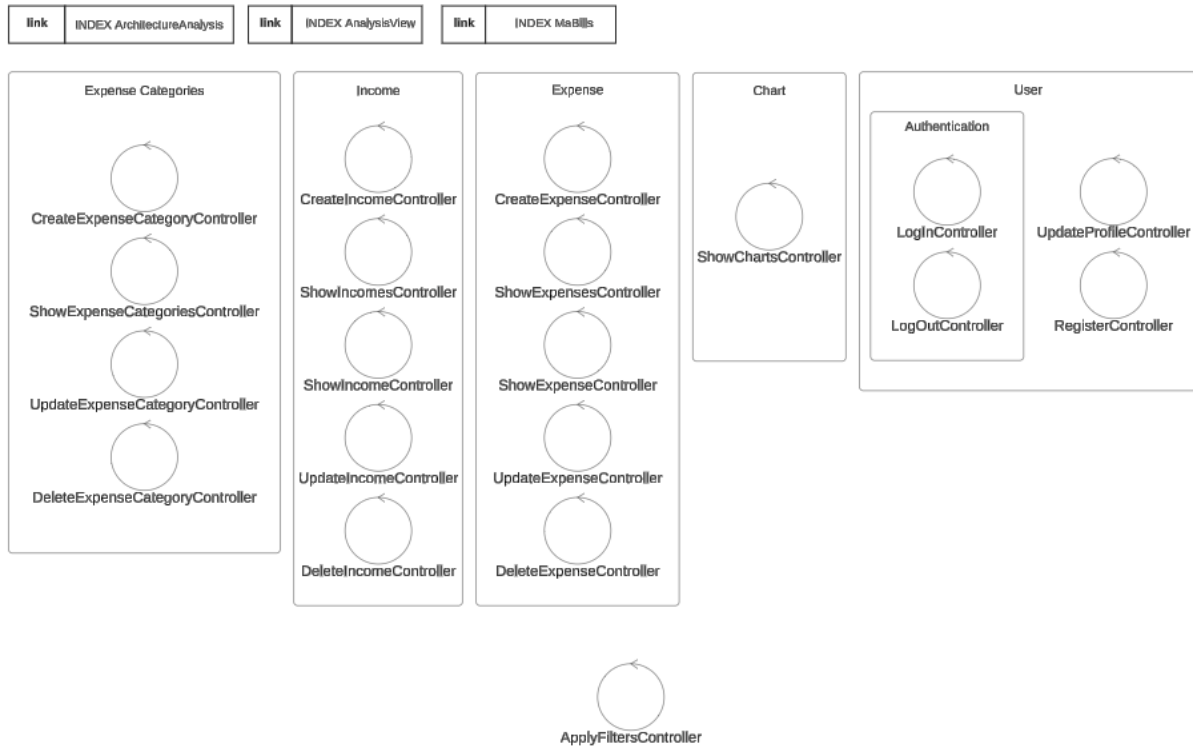 link INDEX ArchitectureAnalysis
link INDEX AnalysisView
link INDEX MaBills
Expense Categories
CreateExpenseCategoryController
ShowExpenseCategoriesController
UpdateExpenseCategoryController
DeleteExpenseCategoryController
Income
CreateIncomeController
ShowIncomesController
ShowIncomeController
UpdateIncomeController
DeleteIncomeController
Expense
CreateExpenseController
ShowExpensesController
ShowExpenseController
UpdateExpenseController
DeleteExpenseController
Chart
ShowChartsController
User
Authentication
LogInController
LogOutController
UpdateProfileController
RegisterController
ApplyFiltersController